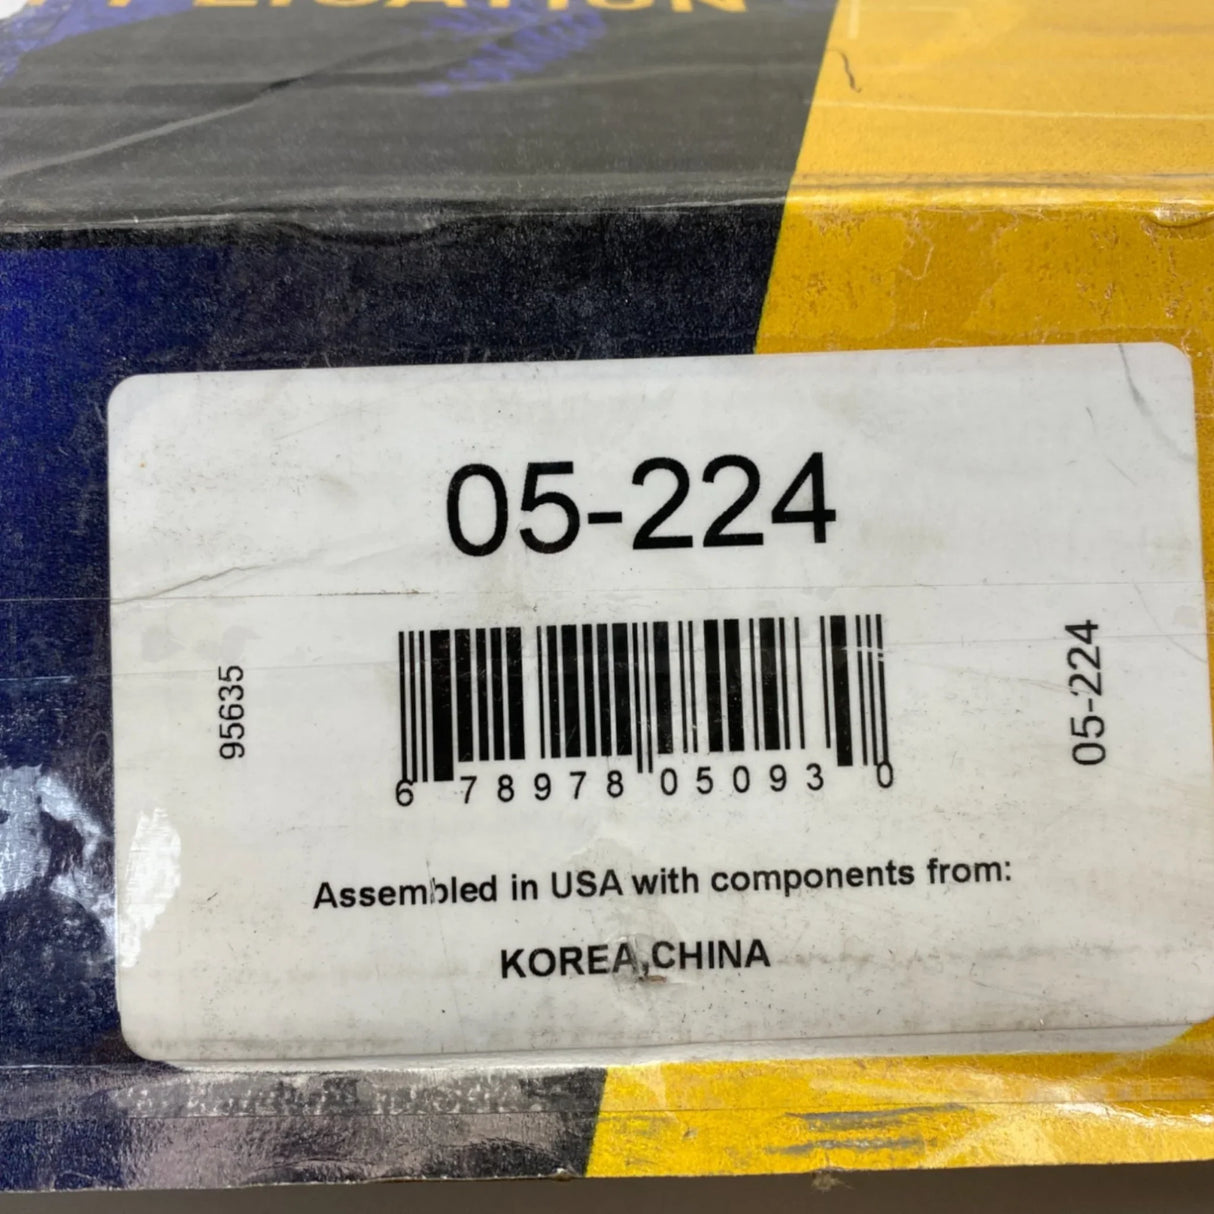 05-224
95635
6 78978 05093 0
05-224
Assembled in USA with components from:
KOREA,CHINA